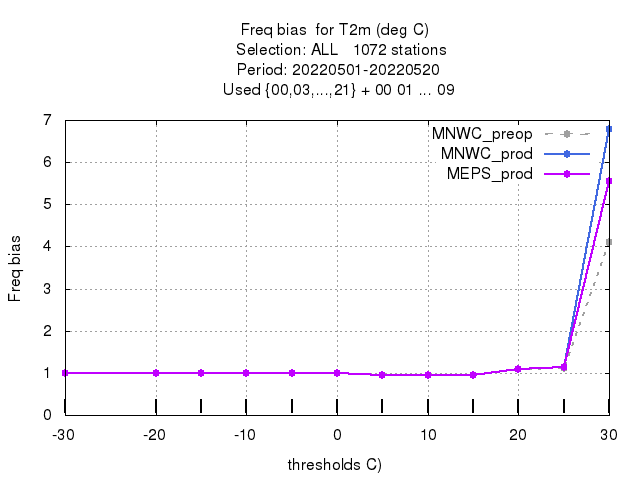 Freq bias  for T2m (deg C)
Selection: ALL   1072 stations
Period: 20220501-20220520
Used {00,03,...,21} + 00 01 ... 09
MNWC_preop
MNWC_prod
MEPS_prod
Freq bias
7
6
5
4
3
2
1
0
-30
-20
-10
0
10
20
30
thresholds C)